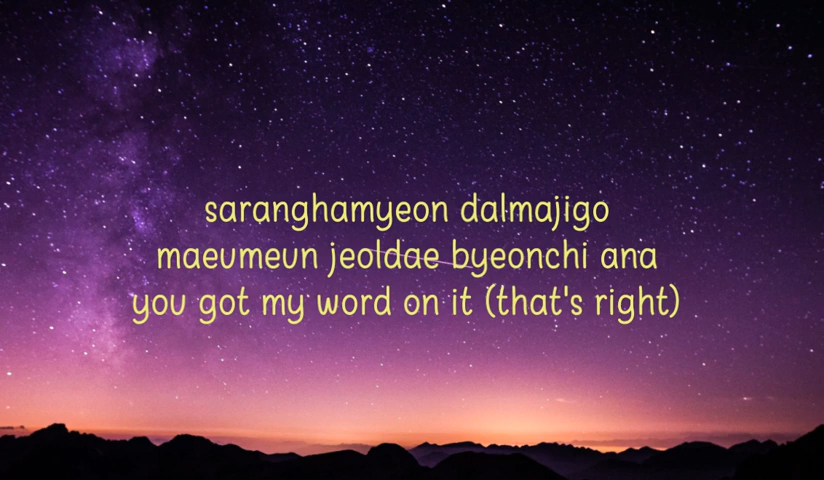 saranghamyeon dalmajigo
maeumeun jeoldae byeonchi ana
you got my word on it (that's right)